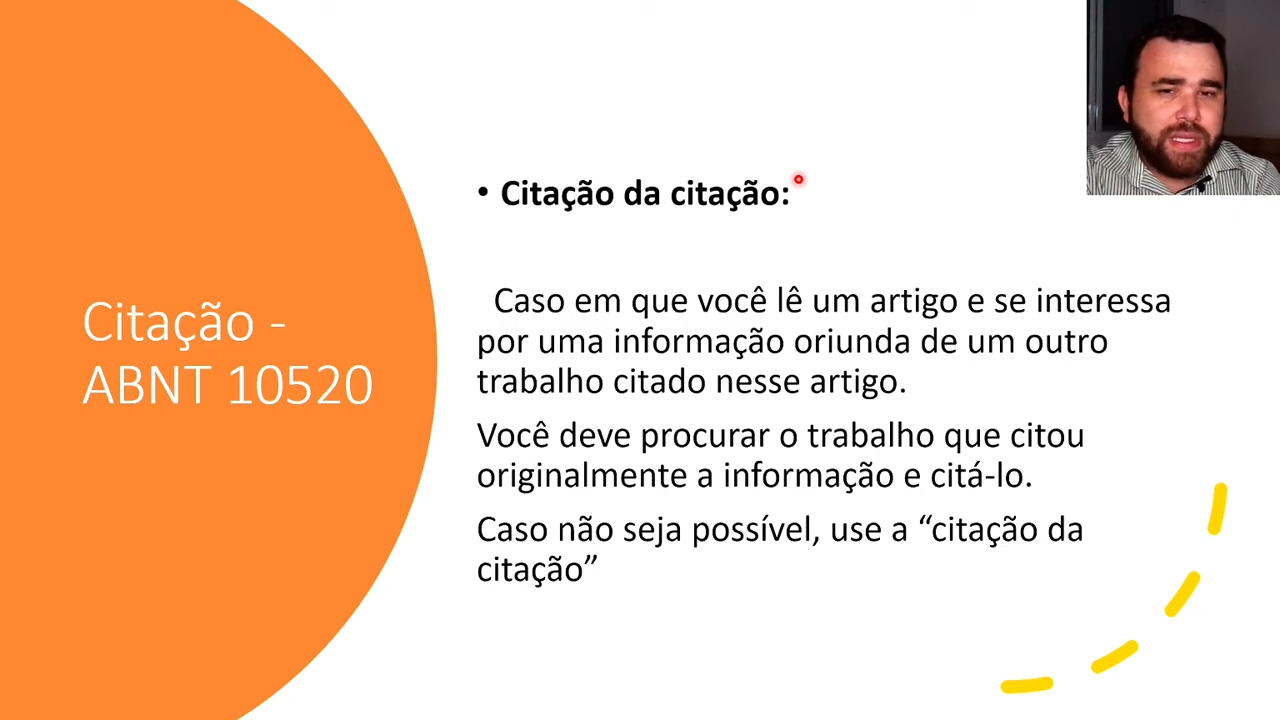 Citação -
ABNT 10520
• Citação da citação:
Caso em que você lê um artigo e se interessa
por uma informação oriunda de um outro
trabalho citado nesse artigo.
Você deve procurar o trabalho que citou
originalmente a informação e citá-lo.
Caso não seja possível, use a “citação da
citação”